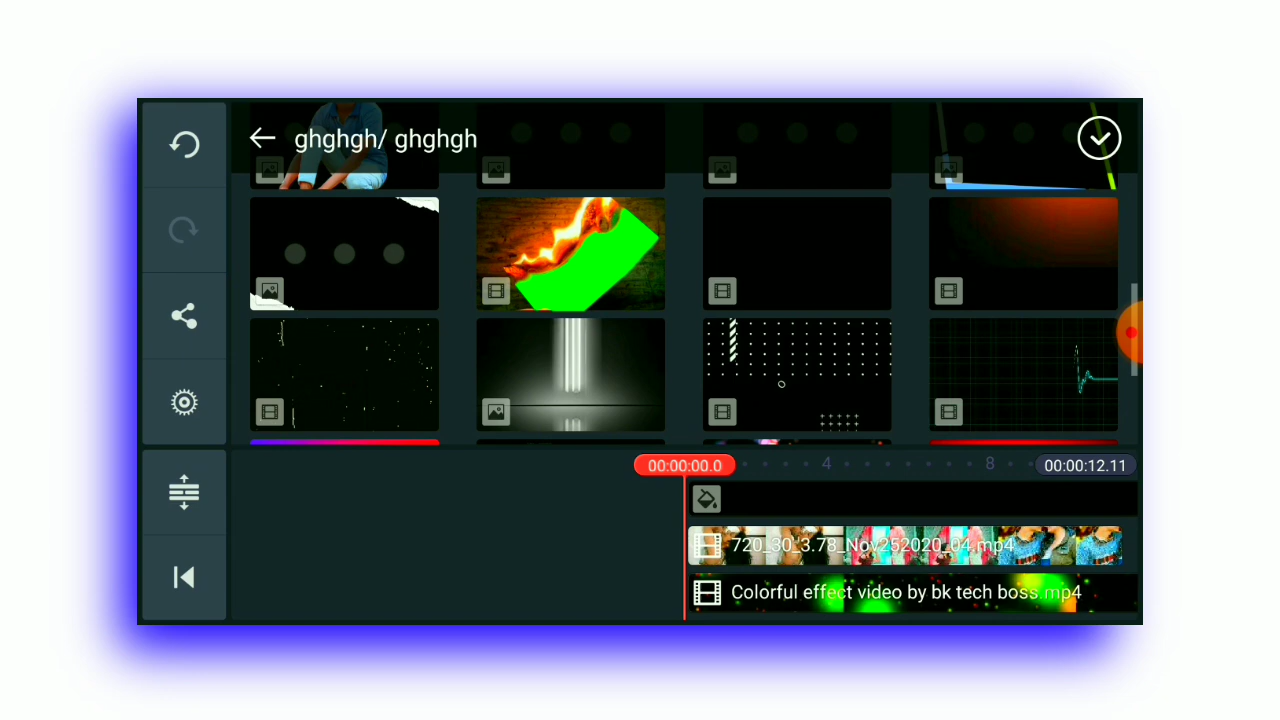 ghghgh/ ghghgh
00:00:00.0 4 8 00:00:12.11
720_30_3.78_Nov252020_04.mp4
Colorful effect video by bk tech boss.mp4